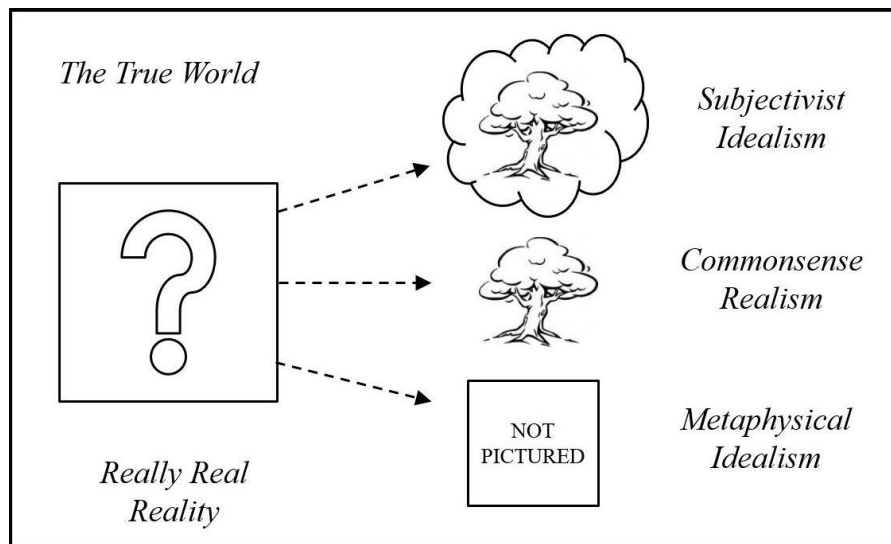 The True World
?
Really Real
Reality
Subjectivist
Idealism
Commonsense
Realism
NOT
PICTURED
Metaphysical
Idealism